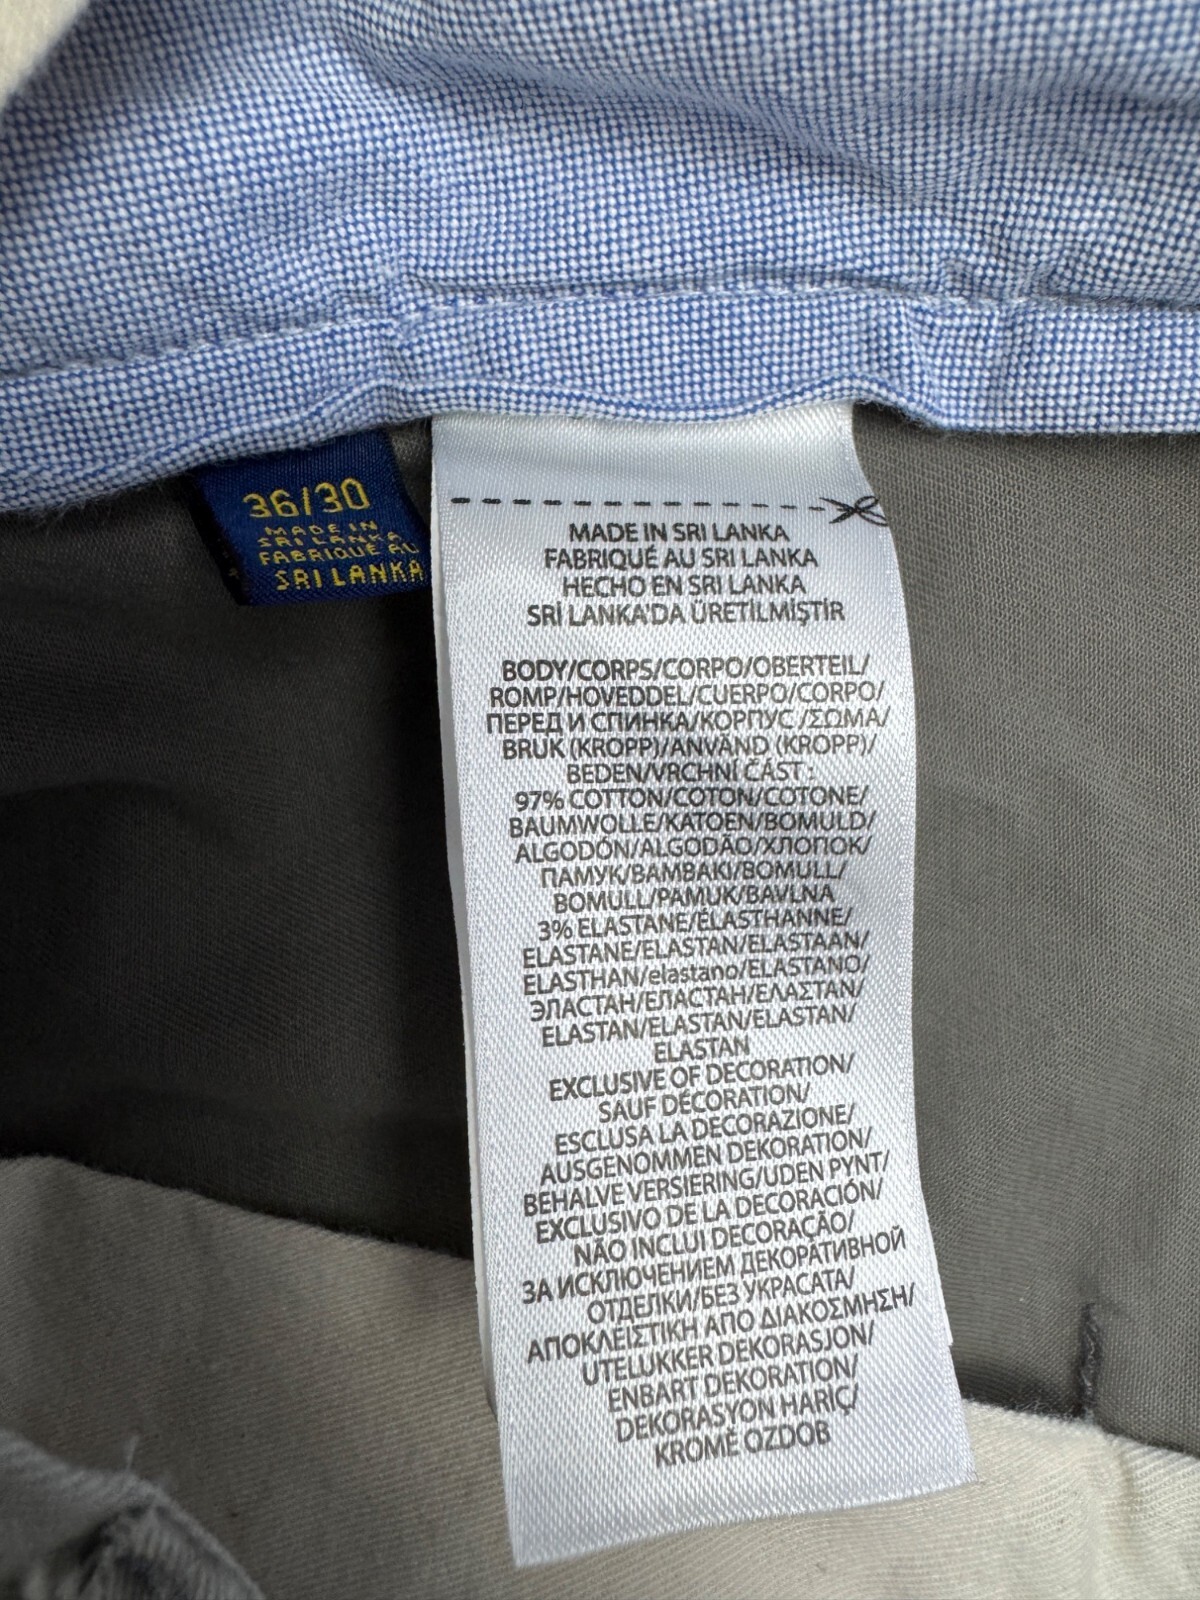 36/30
MADE IN
SRI LANKA
FABRIQUÉ AU
SRI LANKA
MADE IN SRI LANKA
FABRIQUÉ AU SRI LANKA
HECHO EN SRI LANKA
SRİ LANKA'DA ÜRETİLMİŞTİR
BODY/CORPS/CORPO/OBERTEIL/
ROMP/HOVEDDEL/CUERPO/CORPO/
ПЕРЕД И СПИНКА/КОРПУС /ΣΩΜΑ/
BRUK (KROPP)/ANVÄND (KROPP)/
BEDEN/VRCHNÍ ČÁST :
97% COTTON/COTON/COTONE/
BAUMWOLLE/KATOEN/BOMULD/
ALGODÓN/ALGODÃO/ХЛОПОК/
ПАМУК/ΒΑΜΒΑΚΙ/BOMULL/
BOMULL/PAMUK/BAVLNA
3% ELASTANE/ÉLASTHANNE/
ELASTANE/ELASTAN/ELASTAAN/
ELASTHAN/elastano/ELASTANO/
ЭЛАСТАН/ЕЛАСТАН/ΕΛΑΣΤΑΝ/
ELASTAN/ELASTAN/ELASTAN/
ELASTAN
EXCLUSIVE OF DECORATION/
SAUF DÉCORATION/
ESCLUSA LA DECORAZIONE/
AUSGENOMMEN DEKORATION/
BEHALVE VERSIERING/UDEN PYNT/
EXCLUSIVO DE LA DECORACIÓN/
NÃO INCLUI DECORAÇÃO/
ЗА ИСКЛЮЧЕНИЕМ ДЕКОРАТИВНОЙ
ОТДЕЛКИ/БЕЗ УКРАСАТА/
ΑΠΟΚΛΕΙΣΤΙΚΗ ΑΠΟ ΔΙΑΚΟΣΜΗΣΗ/
UTELUKKER DEKORASJON/
ENBART DEKORATION/
DEKORASYON HARIÇ/
KROMĚ OZDOB